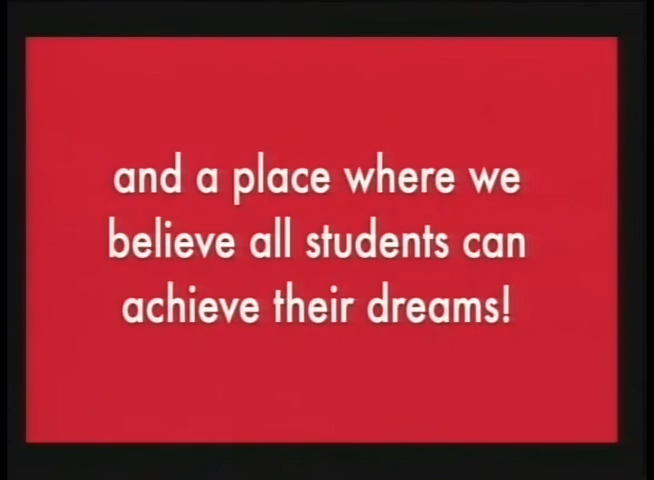 and a place where we
believe all students can
achieve their dreams!